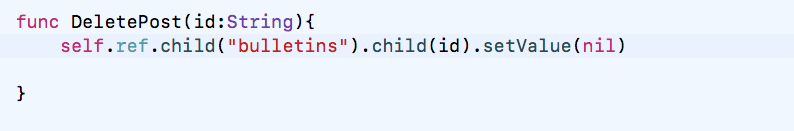 func DeletePost(id:String){
self.ref.child("bulletins").child(id).setValue(nil)
}